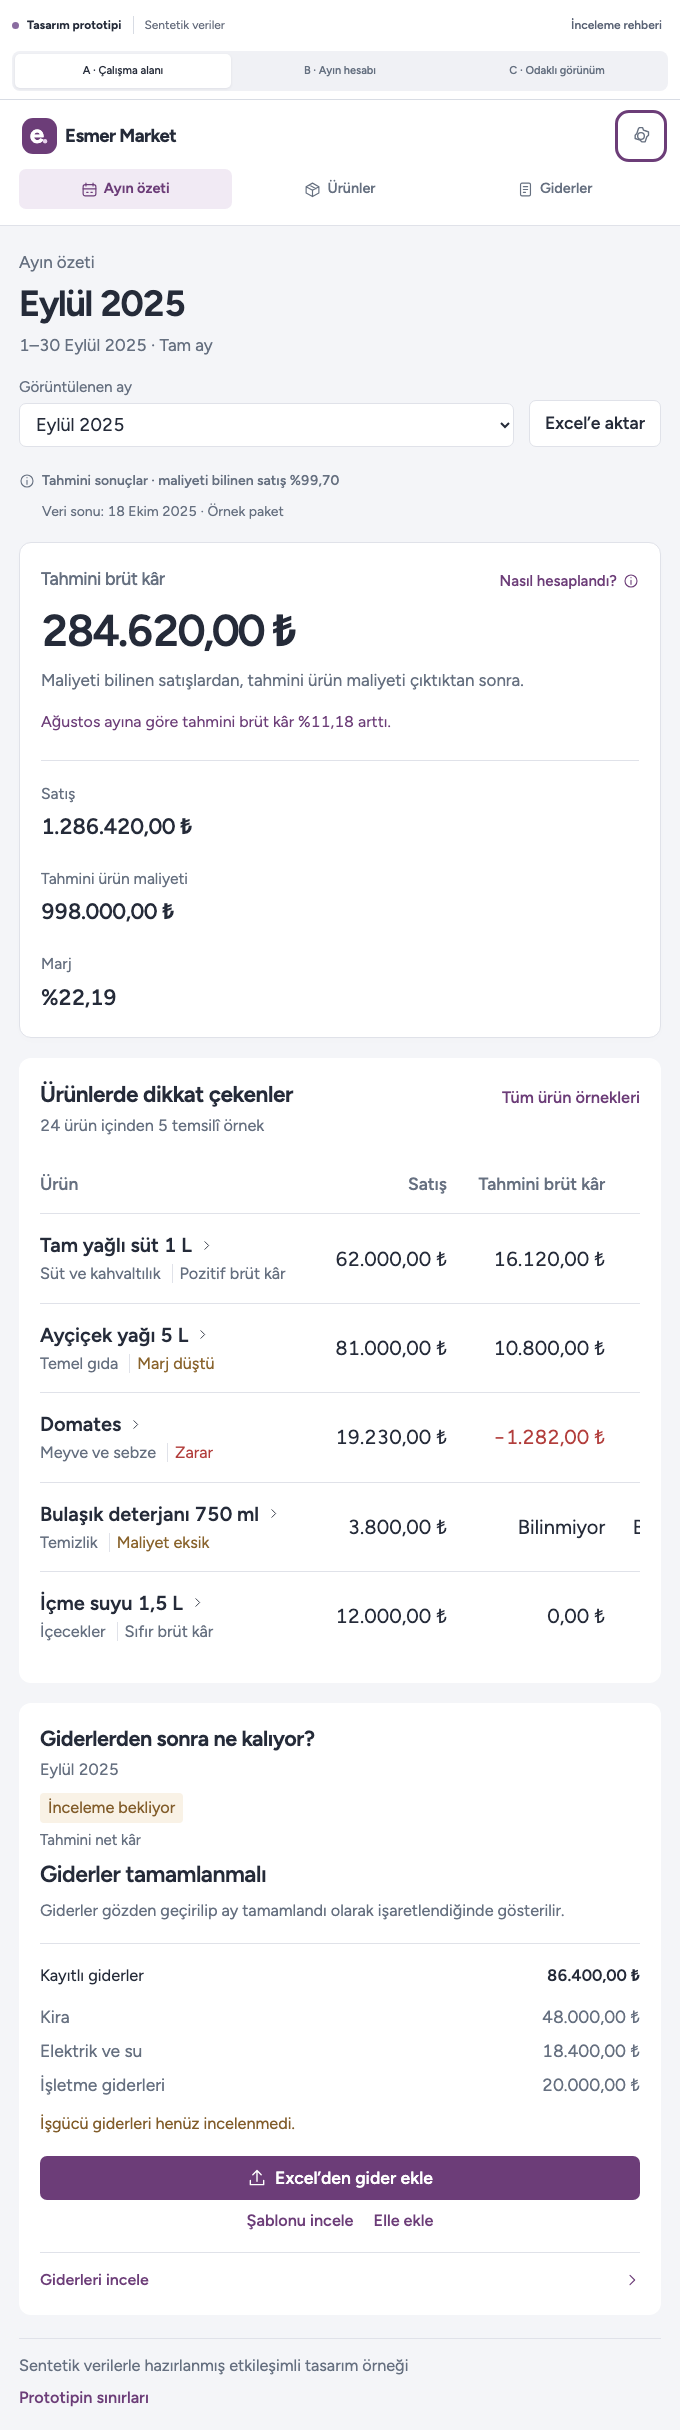 Tasarım prototipi
Sentetik veriler
İnceleme rehberi
A · Çalışma alanı
B · Ayın hesabı
C · Odaklı görünüm
e. Esmer Market
Ayın özeti
Ürünler
Giderler
Ayın özeti
Eylül 2025
1–30 Eylül 2025 · Tam ay
Görüntülenen ay
Eylül 2025
Excel’e aktar
Tahmini sonuçlar · maliyeti bilinen satış %99,70
Veri sonu: 18 Ekim 2025 · Örnek paket
Tahmini brüt kâr
Nasıl hesaplandı?
284.620,00 ₺
Maliyeti bilinen satışlardan, tahmini ürün maliyeti çıktıktan sonra.
Ağustos ayına göre tahmini brüt kâr %11,18 arttı.
Satış
1.286.420,00 ₺
Tahmini ürün maliyeti
998.000,00 ₺
Marj
%22,19
Ürünlerde dikkat çekenler
Tüm ürün örnekleri
24 ürün içinden 5 temsilî örnek
Ürün Satış Tahmini brüt kâr
Tam yağlı süt 1 L
62.000,00 ₺ 16.120,00 ₺
Süt ve kahvaltılık Pozitif brüt kâr
Ayçiçek yağı 5 L
81.000,00 ₺ 10.800,00 ₺
Temel gıda Marj düştü
Domates
19.230,00 ₺ −1.282,00 ₺
Meyve ve sebze Zarar
Bulaşık deterjanı 750 ml
3.800,00 ₺ Bilinmiyor
Temizlik Maliyet eksik
İçme suyu 1,5 L
12.000,00 ₺ 0,00 ₺
İçecekler Sıfır brüt kâr
Giderlerden sonra ne kalıyor?
Eylül 2025
İnceleme bekliyor
Tahmini net kâr
Giderler tamamlanmalı
Giderler gözden geçirilip ay tamamlandı olarak işaretlendiğinde gösterilir.
Kayıtlı giderler 86.400,00 ₺
Kira 48.000,00 ₺
Elektrik ve su 18.400,00 ₺
İşletme giderleri 20.000,00 ₺
İşgücü giderleri henüz incelenmedi.
Excel’den gider ekle
Şablonu incele Elle ekle
Giderleri incele
Sentetik verilerle hazırlanmış etkileşimli tasarım örneği
Prototipin sınırları